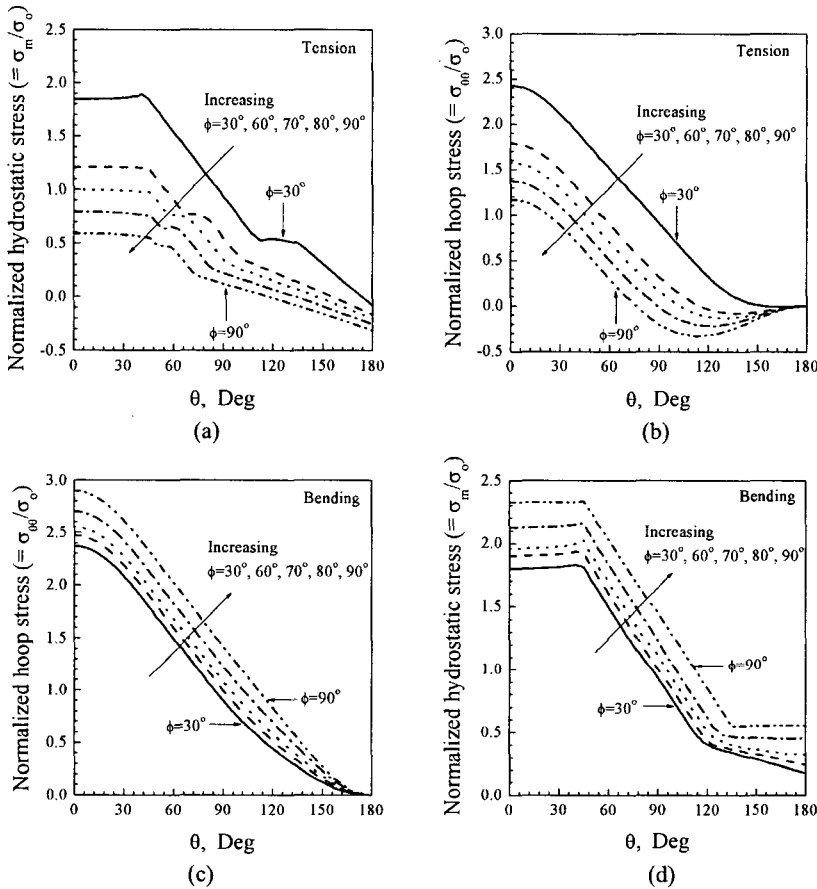 Normalized hydrostatic stress (= σm/σo)
2.5
2.0
1.5
1.0
0.5
0.0
-0.5
Tension
Increasing
ϕ=30°, 60°, 70°, 80°, 90°
ϕ=30°
ϕ=90°
0 30 60 90 120 150 180
θ, Deg
(a)
Normalized hoop stress (= σθθ/σo)
3.0
2.5
2.0
1.5
1.0
0.5
0.0
-0.5
Tension
Increasing
ϕ=30°, 60°, 70°, 80°, 90°
ϕ=30°
ϕ=90°
0 30 60 90 120 150 180
θ, Deg
(b)
Normalized hoop stress (= σθθ/σo)
3.0
2.5
2.0
1.5
1.0
0.5
0.0
Bending
Increasing
ϕ=30°, 60°, 70°, 80°, 90°
ϕ=90°
ϕ=30°
0 30 60 90 120 150 180
θ, Deg
(c)
Normalized hydrostatic stress (= σm/σo)
2.5
2.0
1.5
1.0
0.5
0.0
Bending
Increasing
ϕ=30°, 60°, 70°, 80°, 90°
ϕ=90°
ϕ=30°
0 30 60 90 120 150 180
θ, Deg
(d)